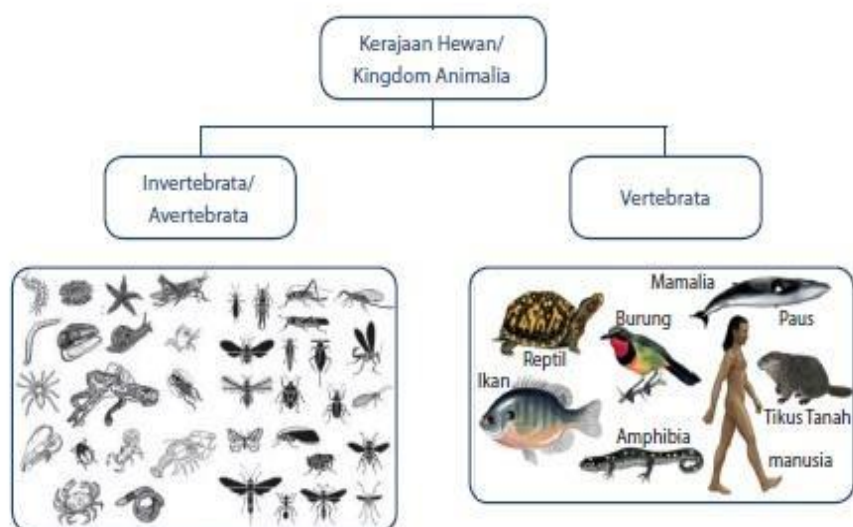 Kerajaan Hewan/
Kingdom Animalia
Invertebrata/
Avertebrata
Vertebrata
Mamalia
Paus
Burung
Reptil
Ikan
Tikus Tanah
Amphibia
manusia